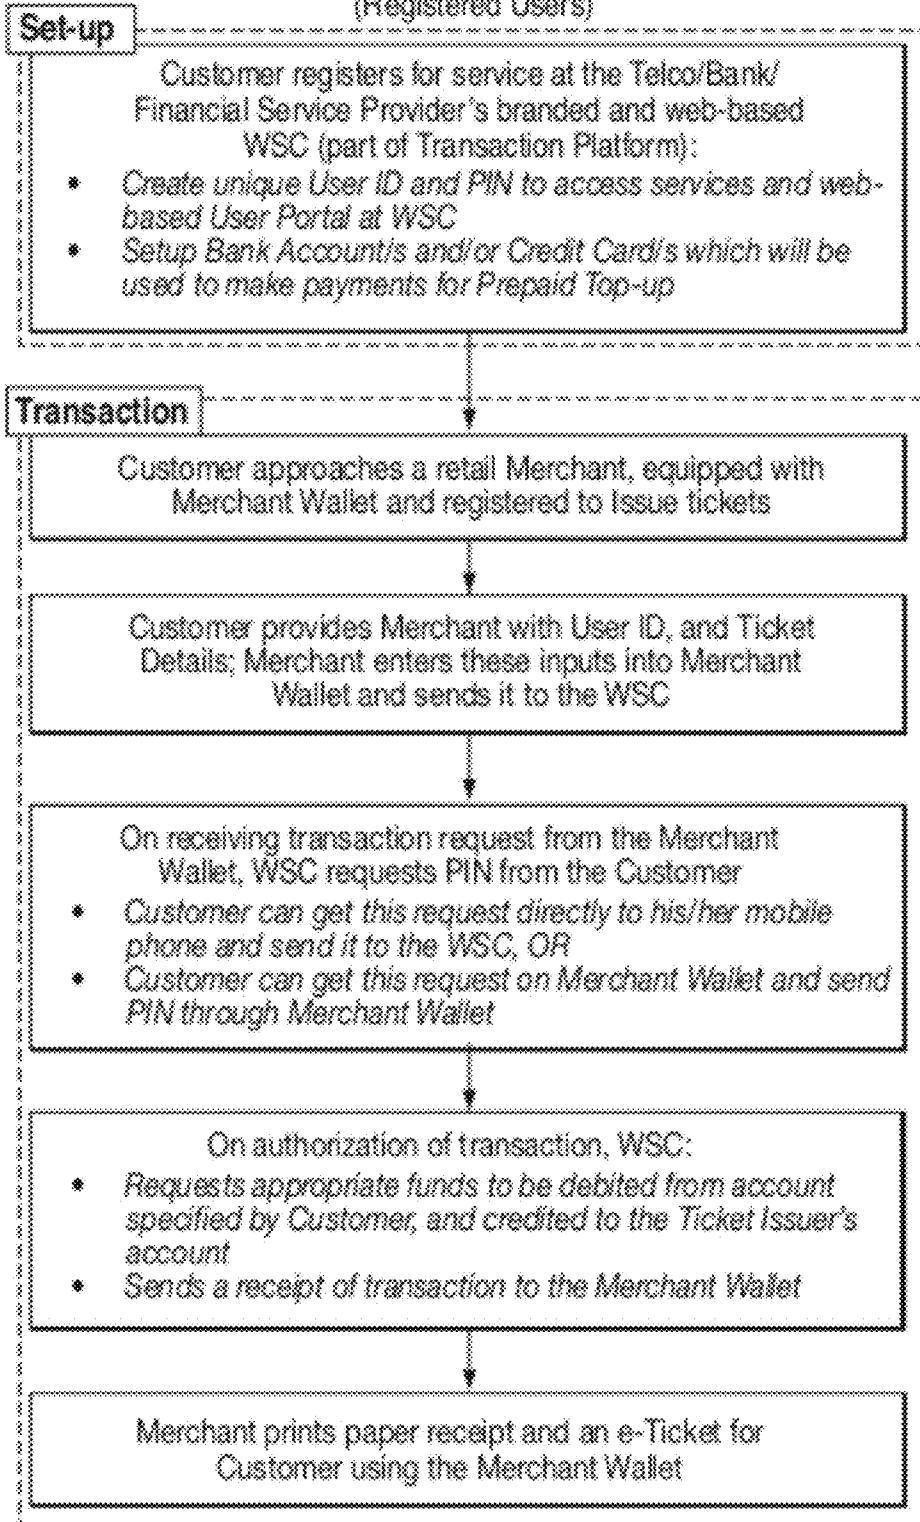 (Registered Users)
Set-up
Customer registers for service at the Telco/Bank/
Financial Service Provider's branded and web-based
WSC (part of Transaction Platform):
• Create unique User ID and PIN to access services and web-
based User Portal at WSC
• Setup Bank Account/s and/or Credit Card/s which will be
used to make payments for Prepaid Top-up
Transaction
Customer approaches a retail Merchant, equipped with
Merchant Wallet and registered to Issue tickets
Customer provides Merchant with User ID, and Ticket
Details; Merchant enters these inputs into Merchant
Wallet and sends it to the WSC
On receiving transaction request from the Merchant
Wallet, WSC requests PIN from the Customer
• Customer can get this request directly to his/her mobile
phone and send it to the WSC, OR
• Customer can get this request on Merchant Wallet and send
PIN through Merchant Wallet
On authorization of transaction, WSC:
• Requests appropriate funds to be debited from account
specified by Customer, and credited to the Ticket Issuer's
account
• Sends a receipt of transaction to the Merchant Wallet
Merchant prints paper receipt and an e-Ticket for
Customer using the Merchant Wallet